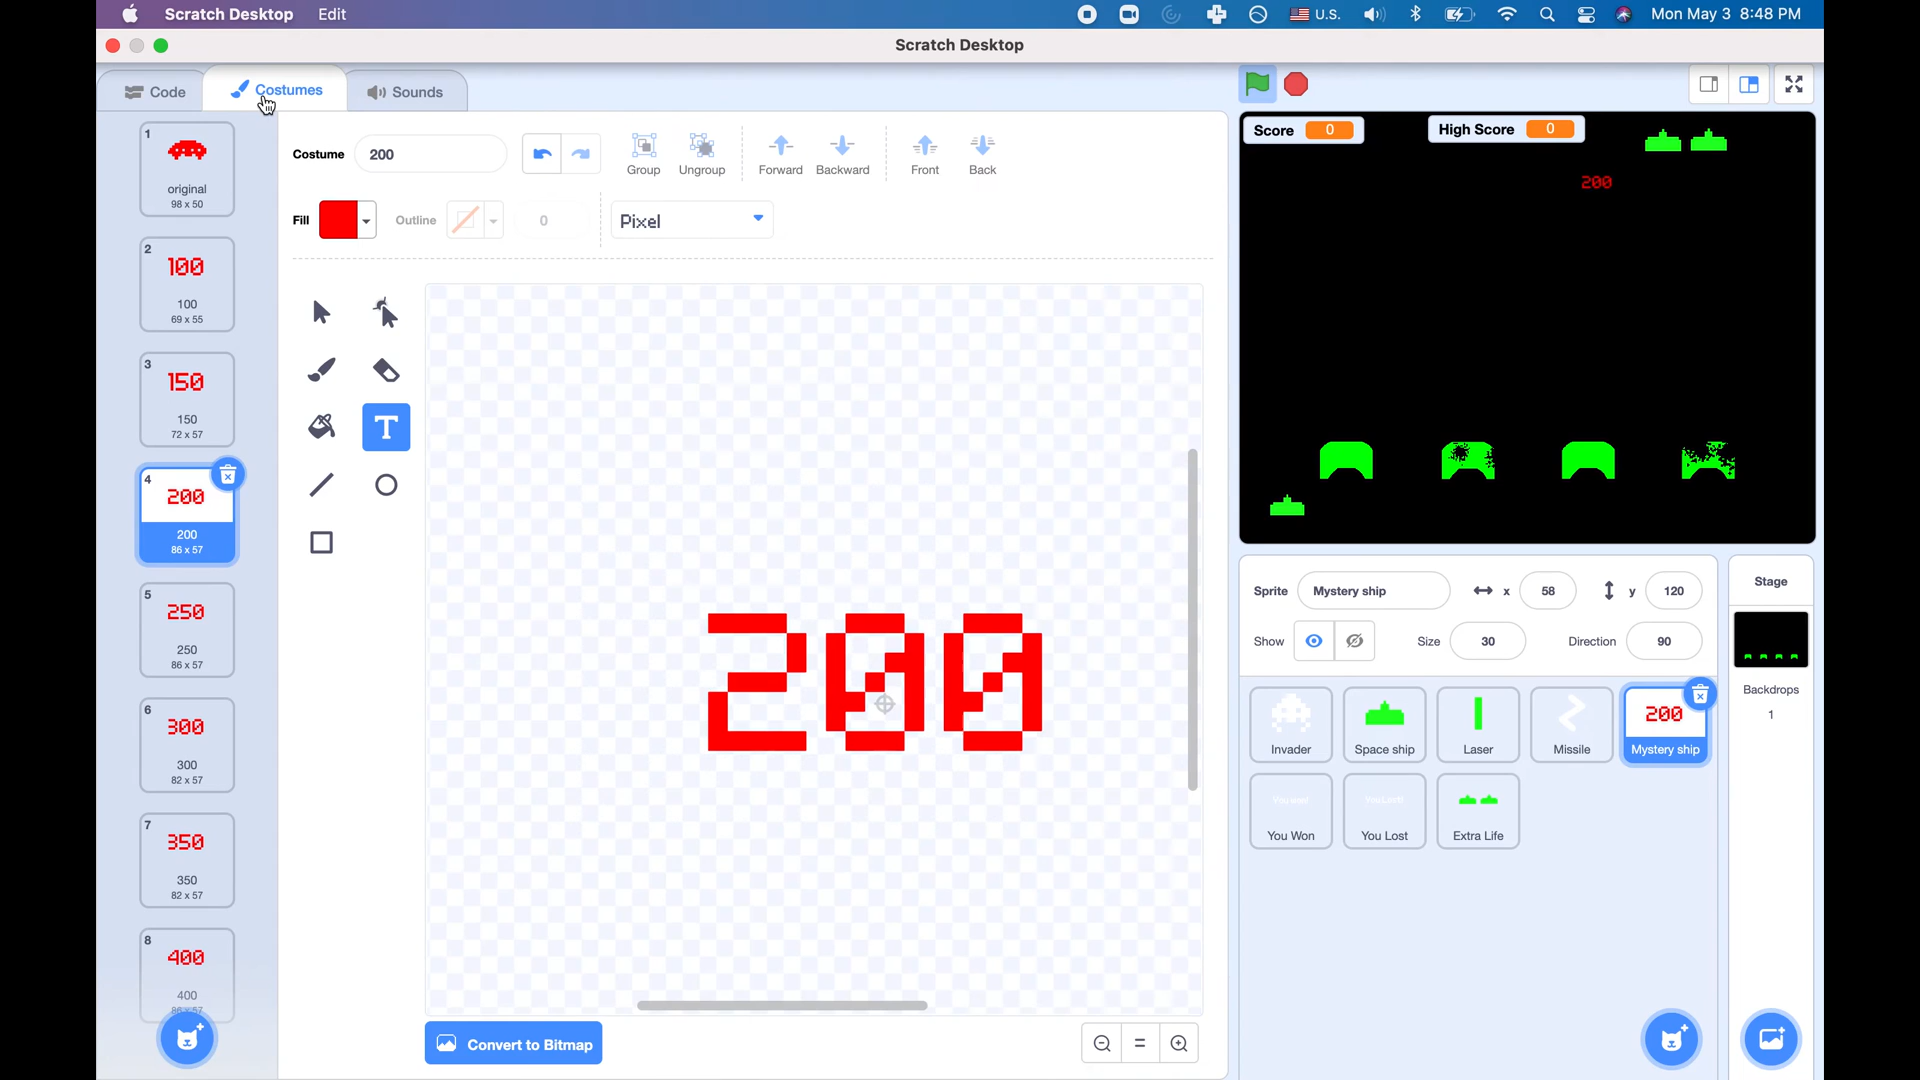 Scratch Desktop Edit U.S. Mon May 3 8:48 PM
Scratch Desktop
Code Costumes Sounds
Costume 200 Group Ungroup Forward Backward Front Back
Fill Outline 0 Pixel
1
original
98 x 50
2
100
100
69 x 55
3
150
150
72 x 57
4
200
200
86 x 57
5
250
250
86 x 57
6
300
300
82 x 57
7
350
350
82 x 57
8
400
400
86 x 57
T
200
Convert to Bitmap
Score 0 High Score 0
200
Sprite Mystery ship x 58 y 120
Show Size 30 Direction 90
Invader Space ship Laser Missile
200
Mystery ship
You Won You Lost Extra Life
Stage
Backdrops
1